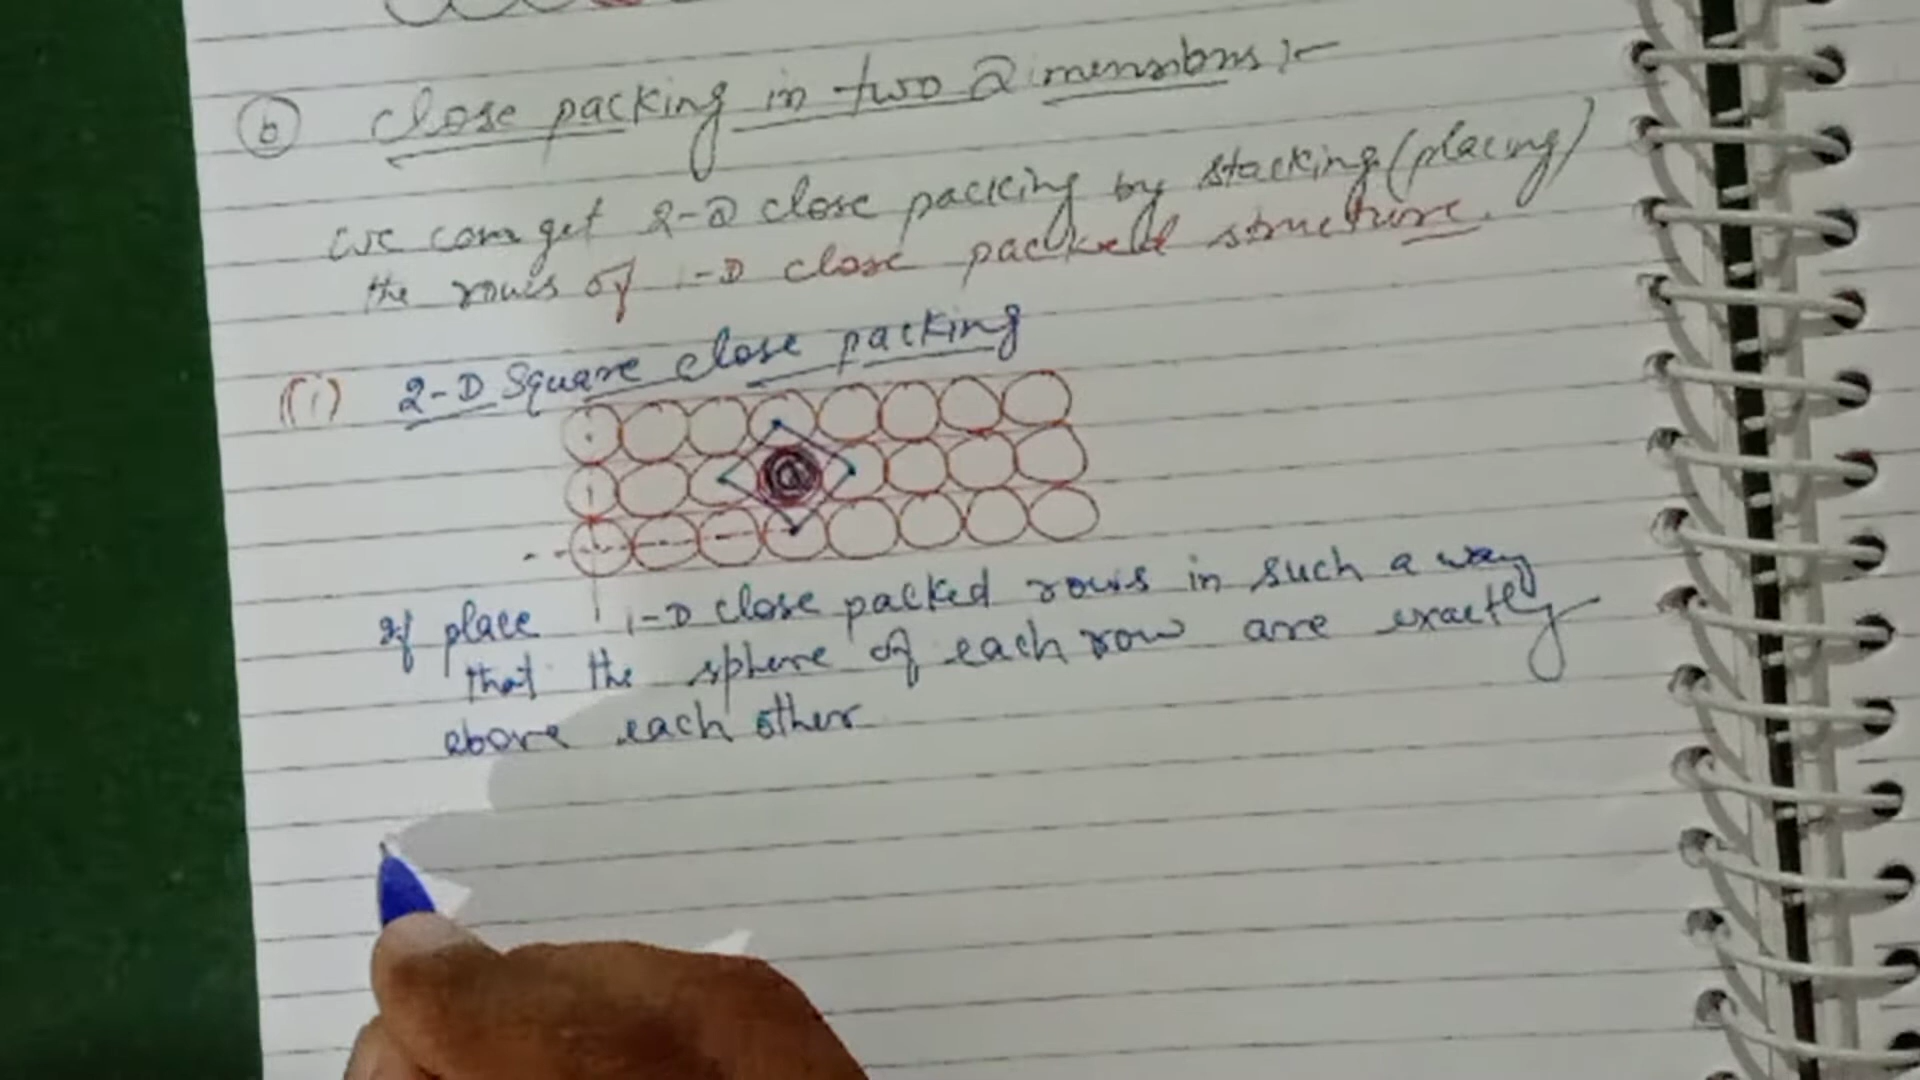 (b) close packing in two Dimensions :-
we can get 2-D close packing by stacking (placing)
the rows of 1-D close packed structure.
(i) 2-D Square close packing
If place 1-D close packed rows in such a way
that the sphere of each row are exactly
above each other